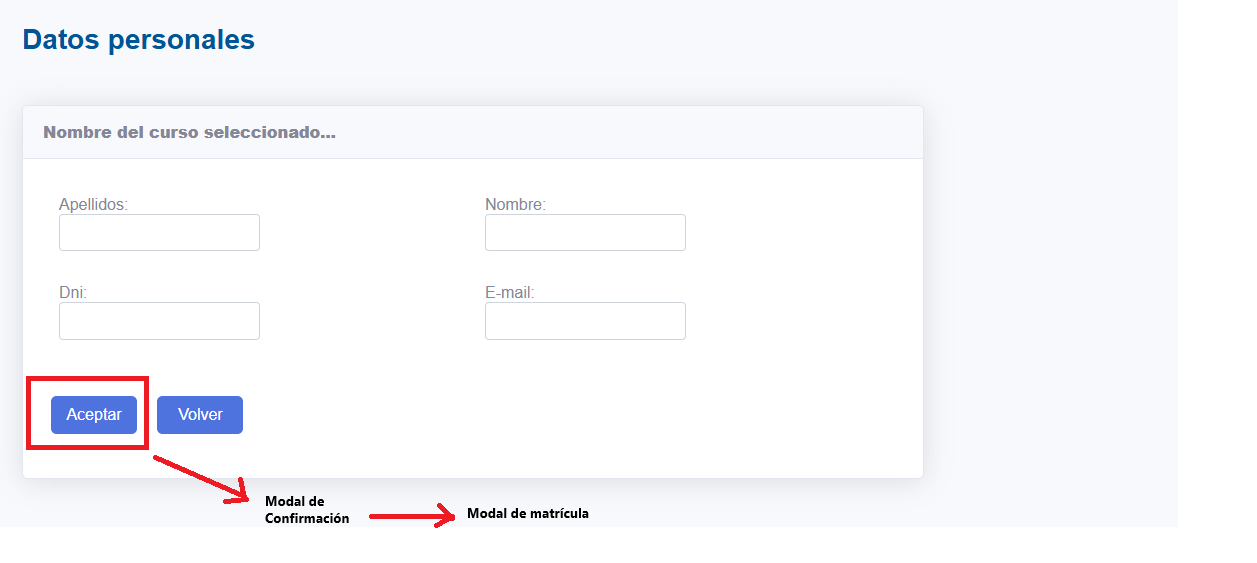 Datos personales
Nombre del curso seleccionado...
Apellidos:
Nombre:
Dni:
E-mail:
Aceptar
Volver
Modal de
Confirmación
Modal de matrícula